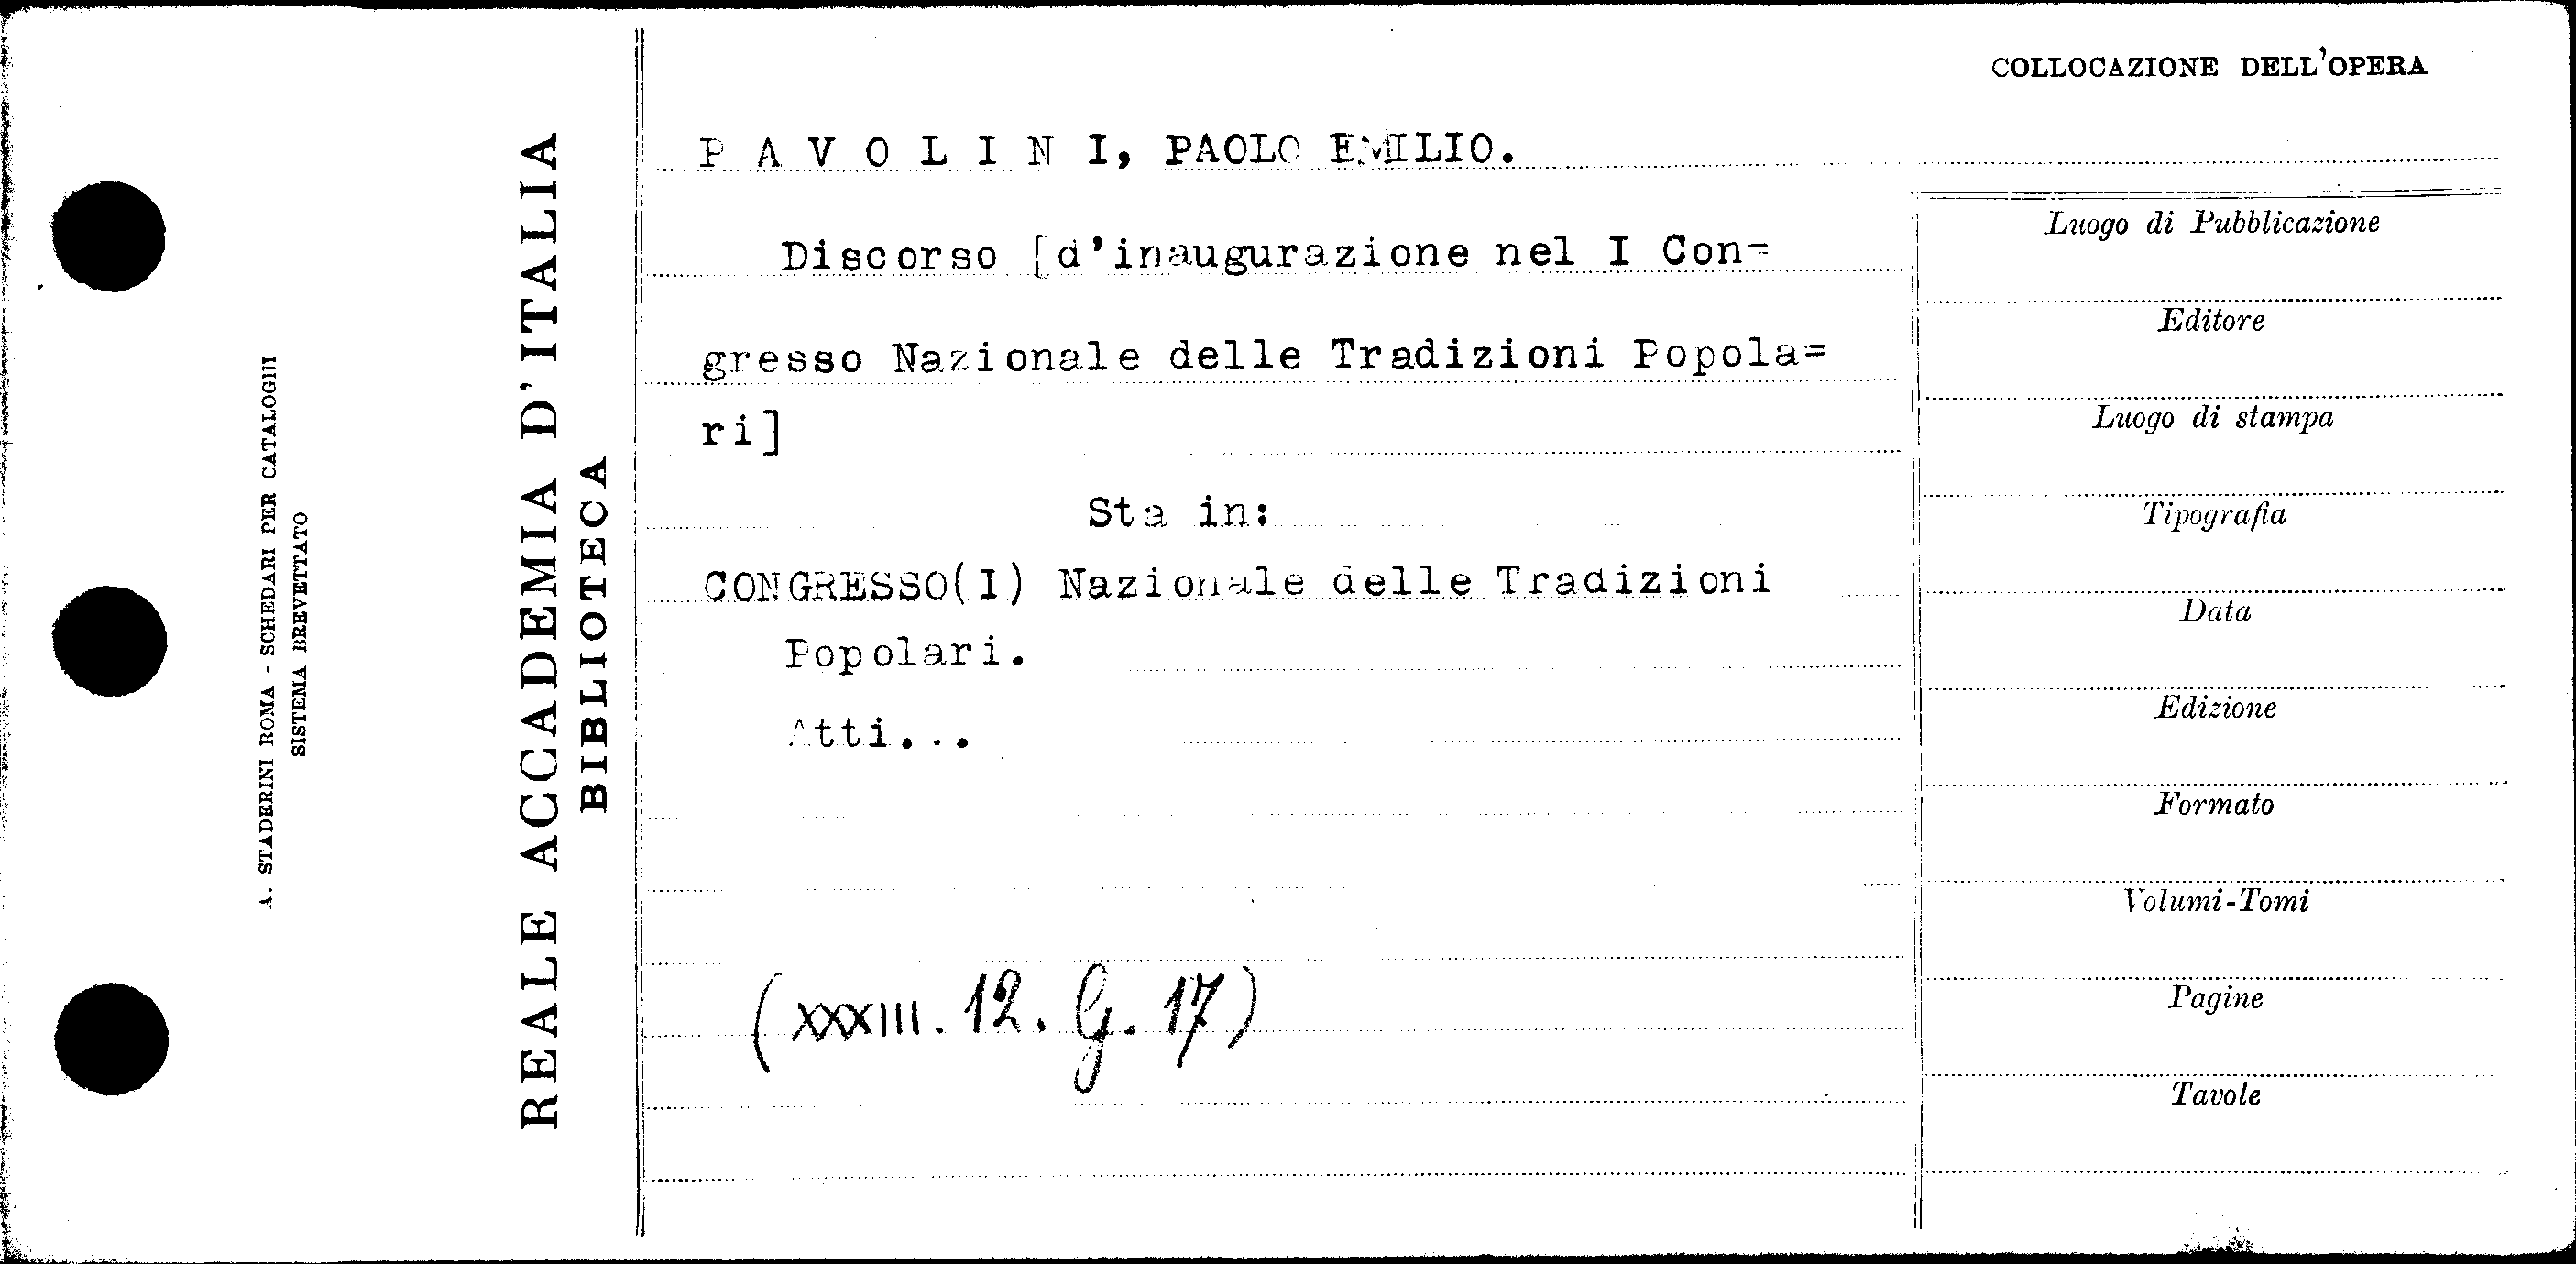 A. STADERINI ROMA - SCHEDARI PER CATALOGHI
SISTEMA BREVETTATO
REALE ACCADEMIA D'ITALIA
BIBLIOTECA
COLLOCAZIONE DELL'OPERA
P A V O L I N I, PAOLO EMILIO.
Discorso [d'inaugurazione nel I Con=
gresso Nazionale delle Tradizioni Popola=
ri]
Sta in:
CONGRESSO(I) Nazionale delle Tradizioni
Popolari.
Atti...
(XXXIII. 12. G. 17)
Luogo di Pubblicazione
Editore
Luogo di stampa
Tipografia
Data
Edizione
Formato
Volumi-Tomi
Pagine
Tavole